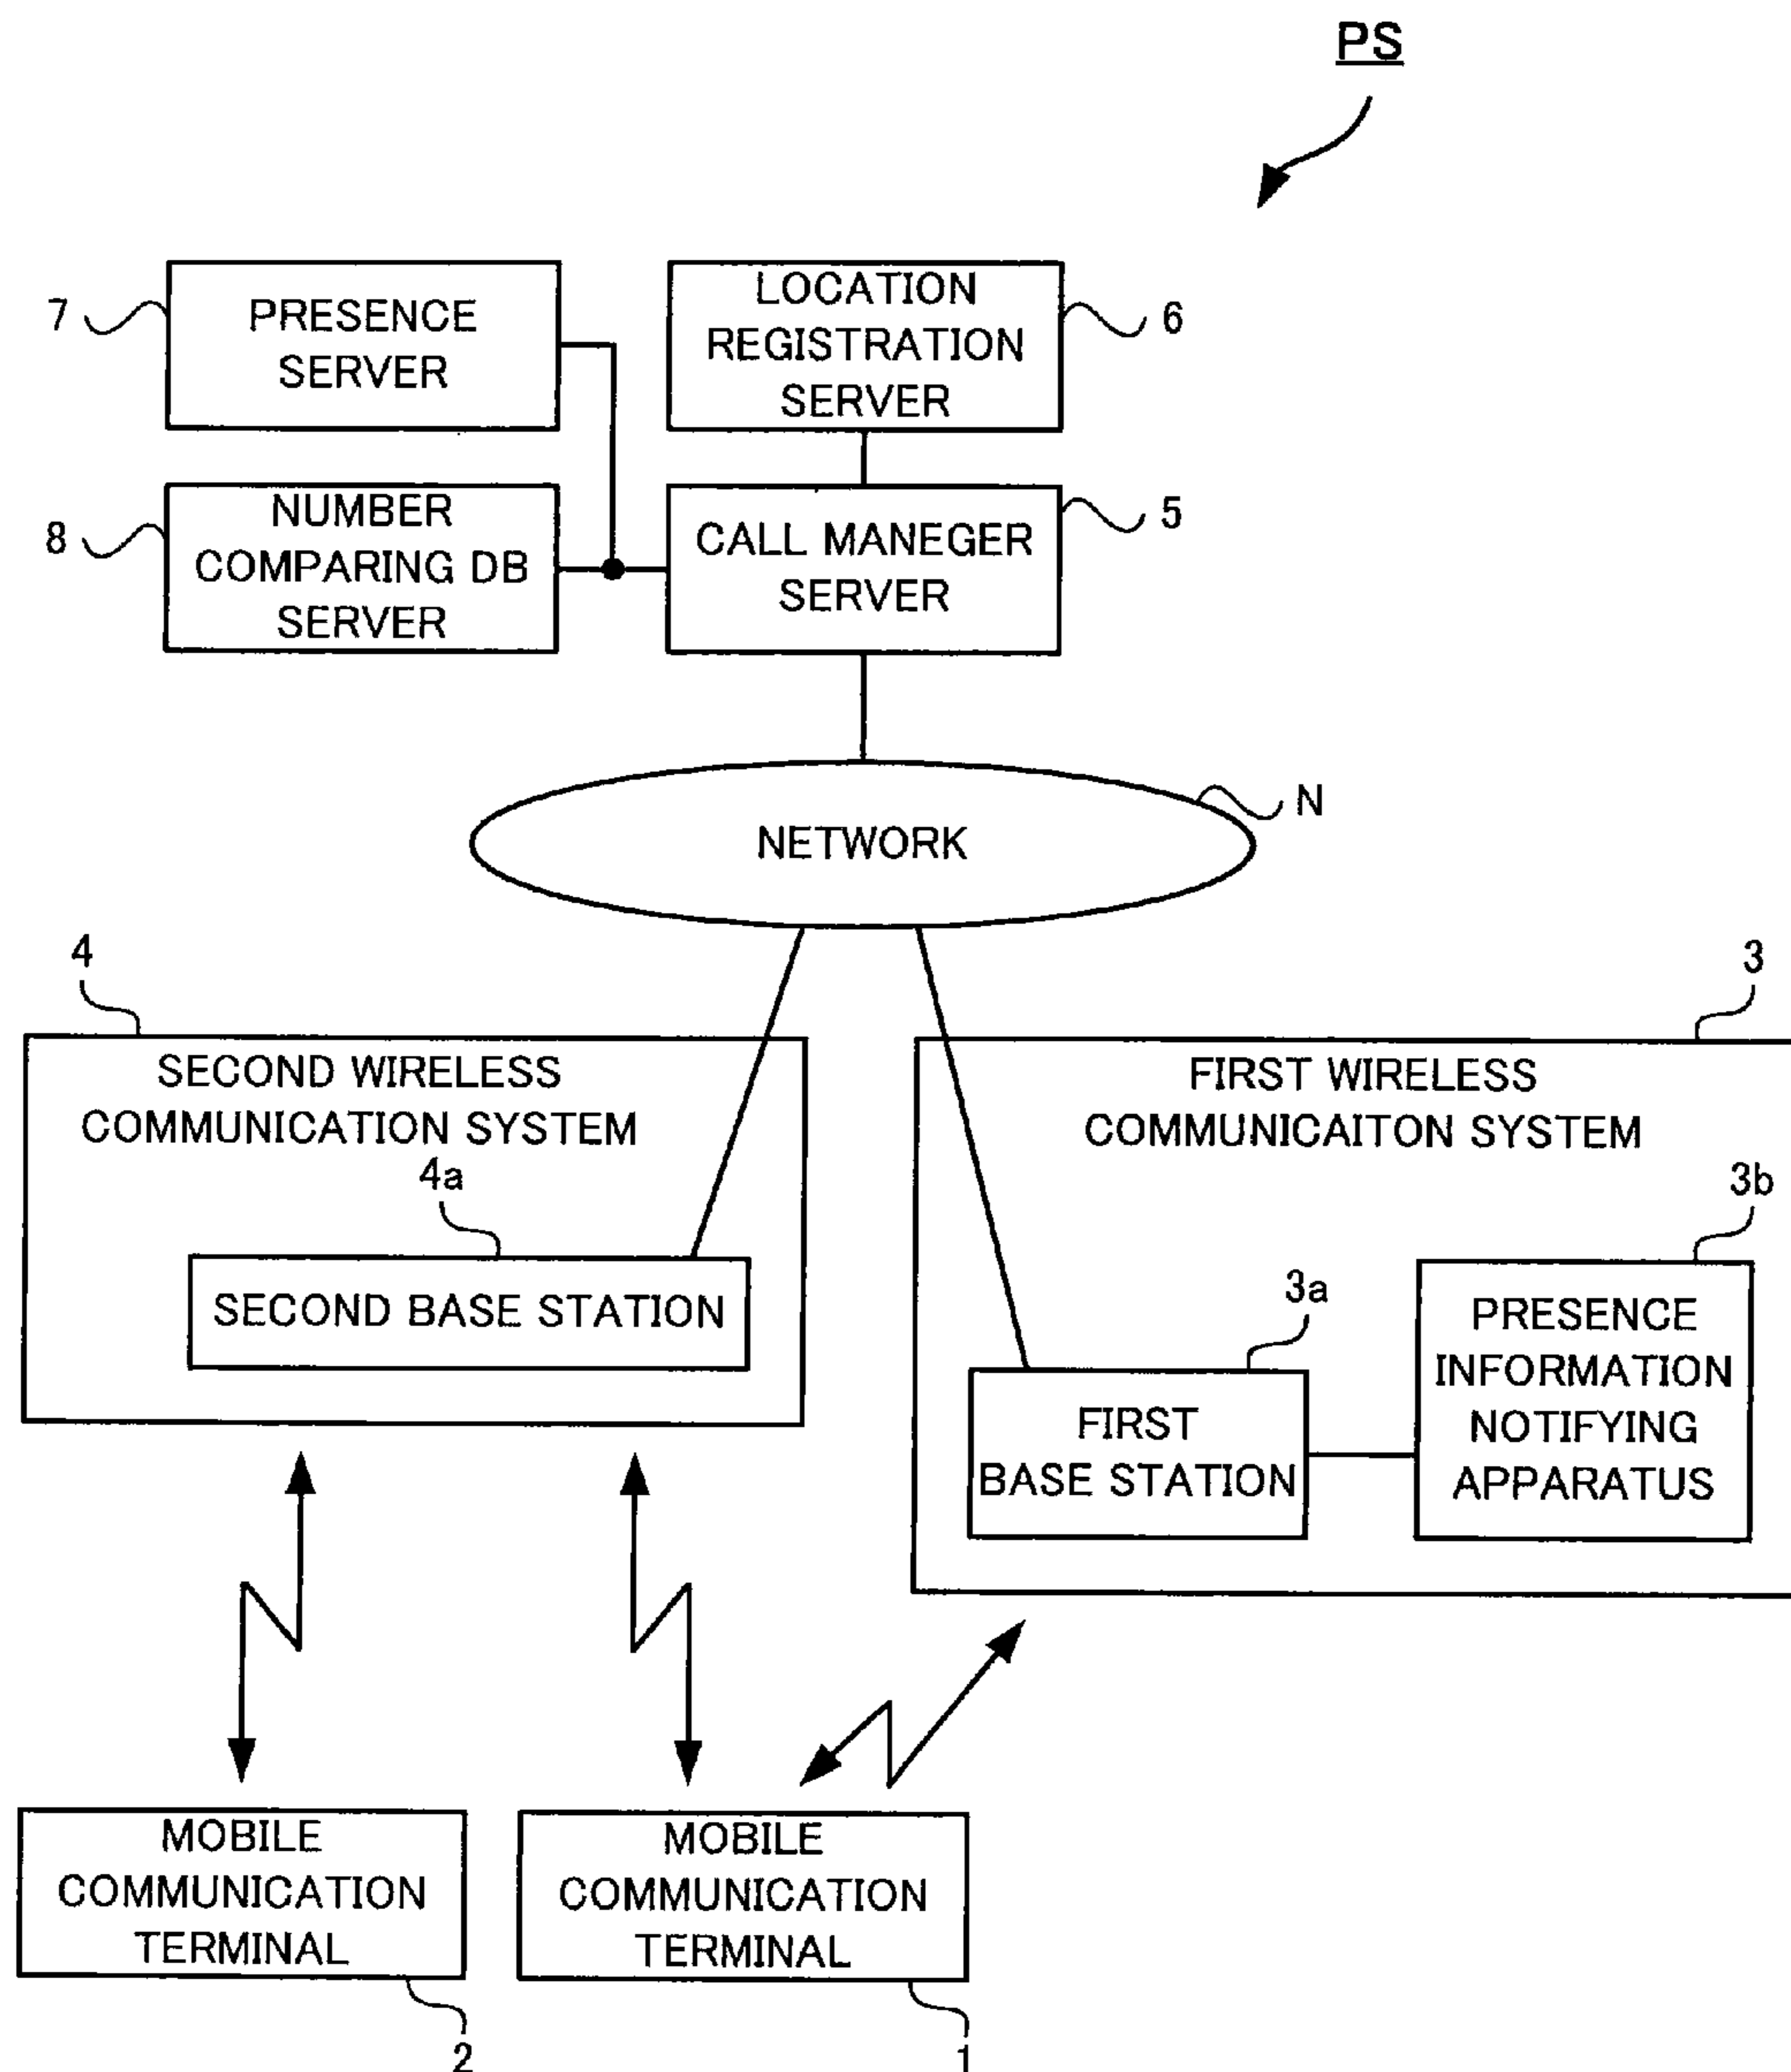 PS
7
PRESENCE
SERVER
LOCATION
REGISTRATION
SERVER
6
8
NUMBER
COMPARING DB
SERVER
CALL MANEGER
SERVER
5
NETWORK
N
4
SECOND WIRELESS
COMMUNICATION SYSTEM
4a
SECOND BASE STATION
3
FIRST WIRELESS
COMMUNICAITON SYSTEM
3b
3a
PRESENCE
INFORMATION
NOTIFYING
APPARATUS
FIRST
BASE STATION
MOBILE
COMMUNICATION
TERMINAL
2
MOBILE
COMMUNICATION
TERMINAL
1